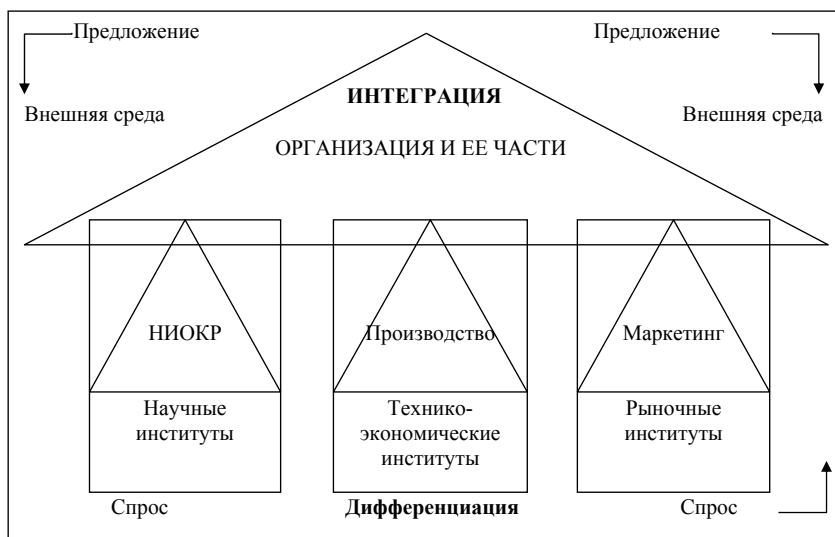 Предложение Предложение
Внешняя среда Внешняя среда
ИНТЕГРАЦИЯ
ОРГАНИЗАЦИЯ И ЕЕ ЧАСТИ
НИОКР Производство Маркетинг
Научные
институты
Технико-
экономические
институты
Рыночные
институты
Спрос Дифференциация Спрос